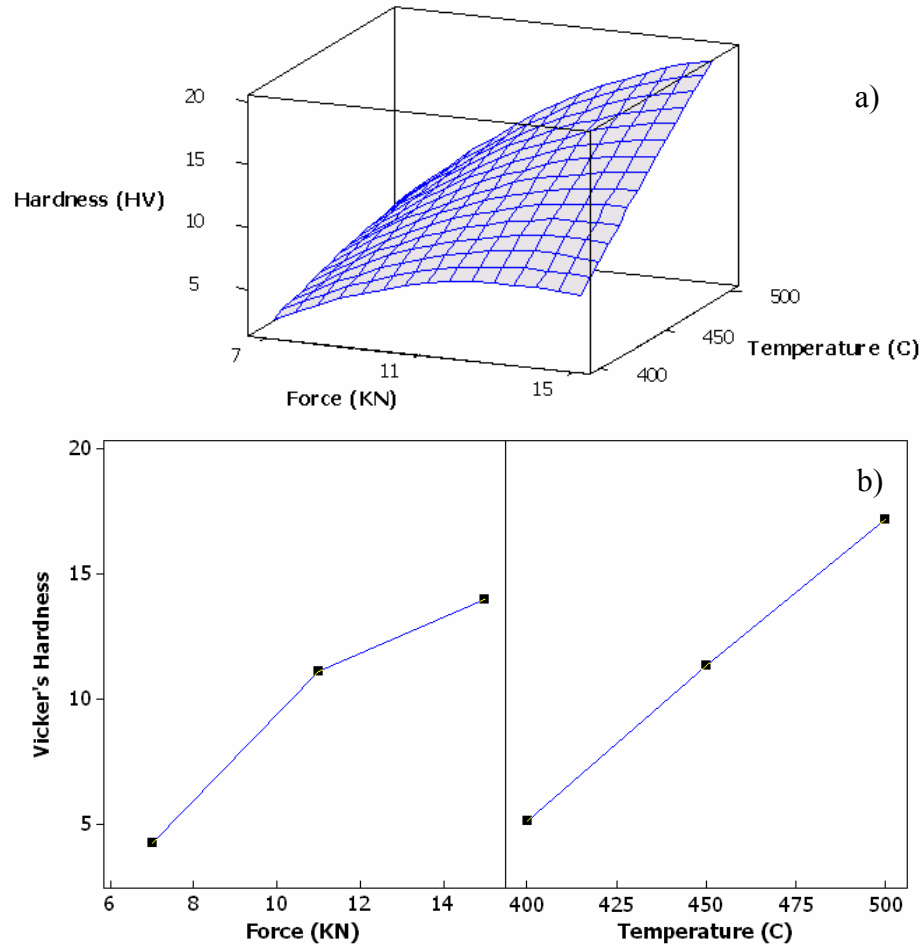 a)
20
15
Hardness (HV)
10
5
500
450
Temperature (C)
400
7
11
15
Force (KN)
b)
20
15
10
5
Vicker's Hardness
6 8 10 12 14 400 425 450 475 500
Force (KN) Temperature (C)